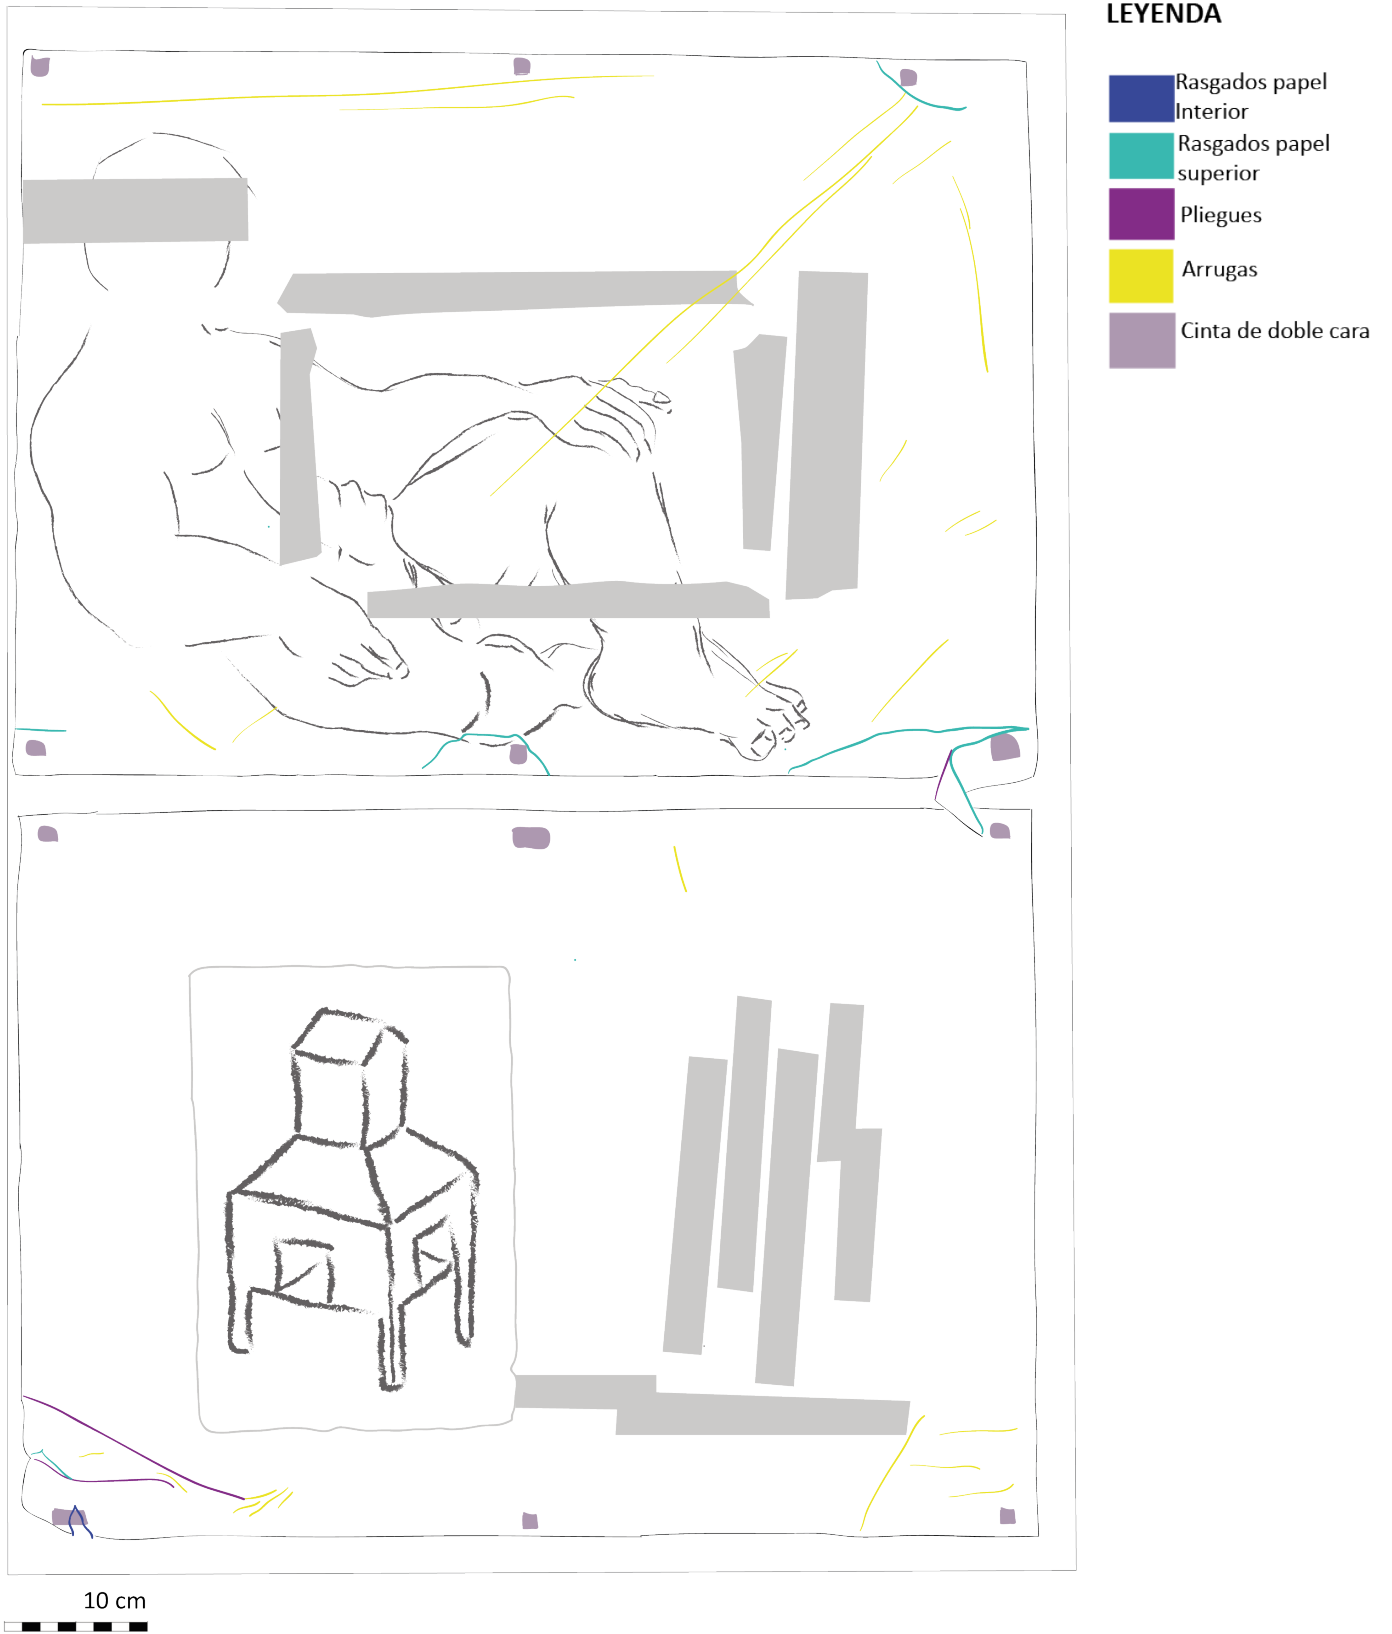 LEYENDA
Rasgados papel
Interior
Rasgados papel
superior
Pliegues
Arrugas
Cinta de doble cara
10 cm